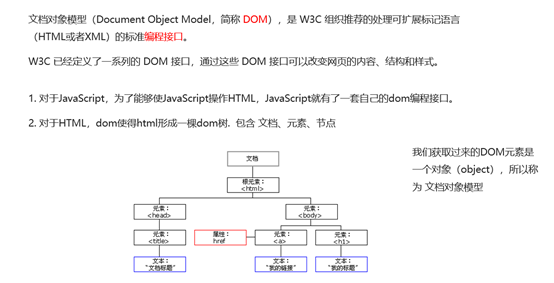 文档对象模型（Document Object Model，简称 DOM），是 W3C 组织推荐的处理可扩展标记语言
（HTML或者XML）的标准编程接口。
W3C 已经定义了一系列的 DOM 接口，通过这些 DOM 接口可以改变网页的内容、结构和样式。
1. 对于JavaScript，为了能够使JavaScript操作HTML，JavaScript就有了一套自己的dom编程接口。
2. 对于HTML，dom使得html形成一棵dom树. 包含 文档、元素、节点
我们获取过来的DOM元素是
一个对象（object），所以称
为 文档对象模型
文档
根元素：
<html>
元素：
<head>
元素：
<body>
元素：
<title>
属性：
href
元素：
<a>
元素：
<h1>
文本：
"文档标题"
文本：
"我的链接"
文本：
"我的标题"